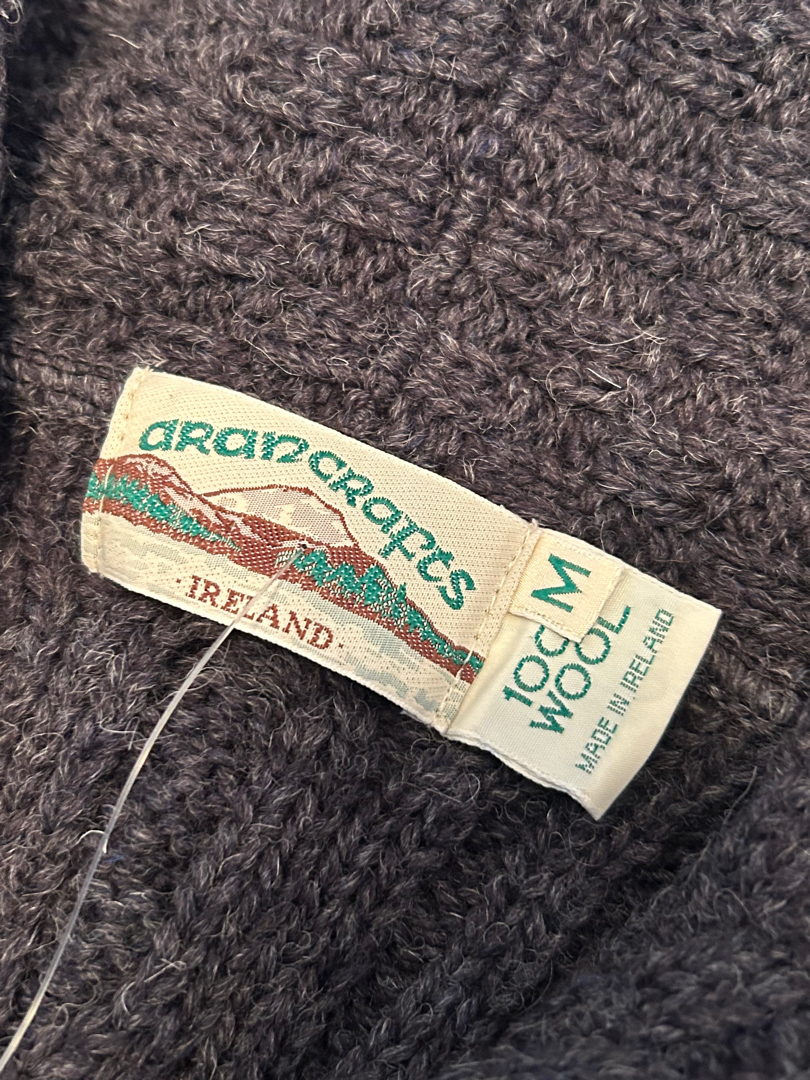 arancrafts
·IRELAND·
M
100
WOOL
MADE IN IRELAND